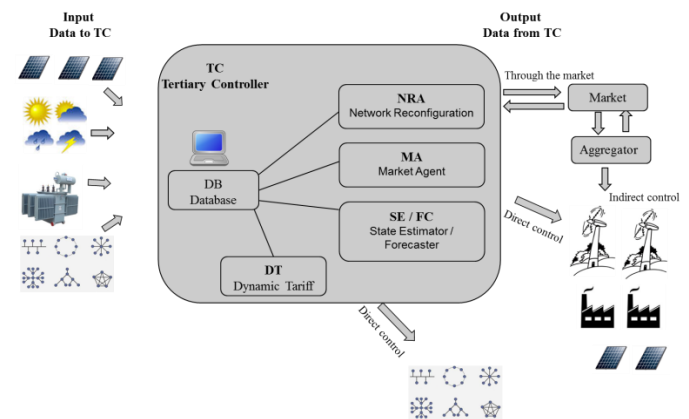 Input
Data to TC
Output
Data from TC
TC
Tertiary Controller
NRA
Network Reconfiguration
MA
Market Agent
SE / FC
State Estimator /
Forecaster
DB
Database
DT
Dynamic Tariff
Through the market
Market
Aggregator
Indirect control
Direct control
Direct control